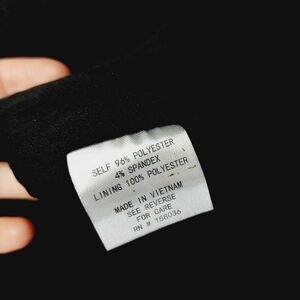 SELF 96% POLYESTER
4% SPANDEX
LINING 100% POLYESTER
MADE IN VIETNAM
SEE REVERSE
FOR CARE
RN # 158036